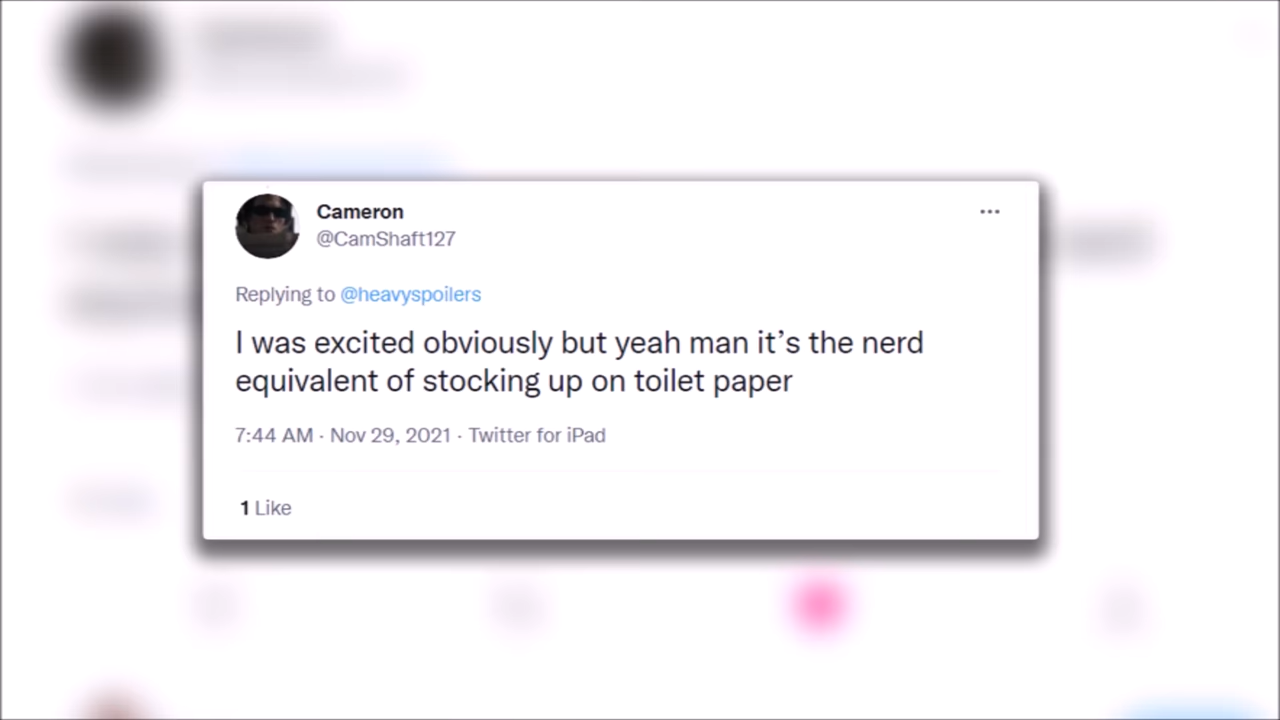 Cameron
@CamShaft127
Replying to @heavyspoilers
I was excited obviously but yeah man it’s the nerd
equivalent of stocking up on toilet paper
7:44 AM · Nov 29, 2021 · Twitter for iPad
1 Like